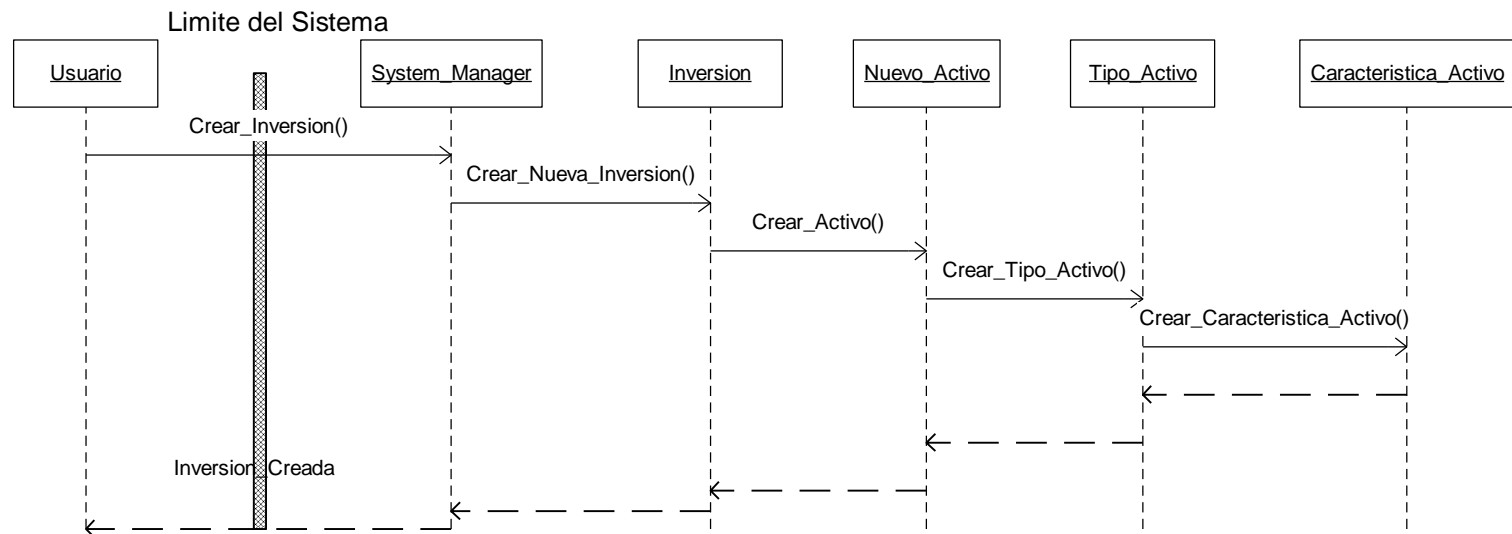 Limite del Sistema
Usuario
System_Manager
Inversion
Nuevo_Activo
Tipo_Activo
Caracteristica_Activo
Crear_Inversion()
Crear_Nueva_Inversion()
Crear_Activo()
Crear_Tipo_Activo()
Crear_Caracteristica_Activo()
Inversion_Creada